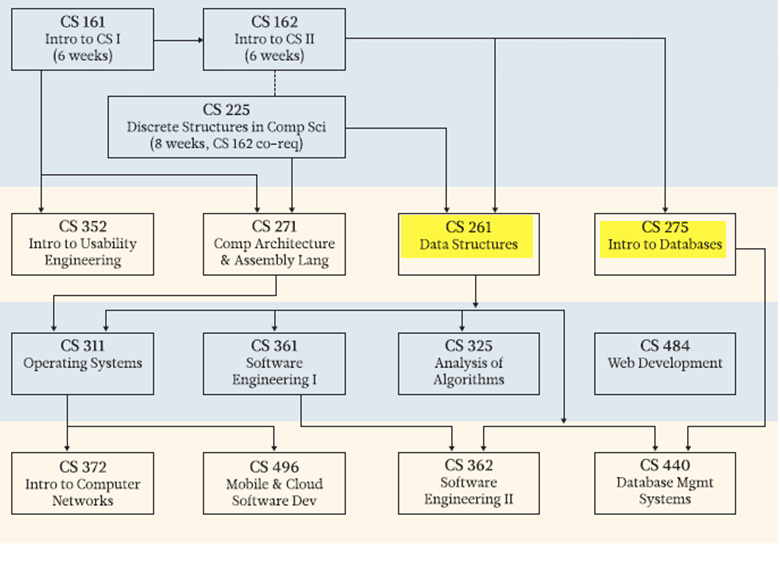 CS 161
Intro to CS I
(6 weeks)
CS 162
Intro to CS II
(6 weeks)
CS 225
Discrete Structures in Comp Sci
(8 weeks, CS 162 co-req)
CS 352
Intro to Usability
Engineering
CS 271
Comp Architecture
& Assembly Lang
CS 261
Data Structures
CS 275
Intro to Databases
CS 311
Operating Systems
CS 361
Software
Engineering I
CS 325
Analysis of
Algorithms
CS 484
Web Development
CS 372
Intro to Computer
Networks
CS 496
Mobile & Cloud
Software Dev
CS 362
Software
Engineering II
CS 440
Database Mgmt
Systems